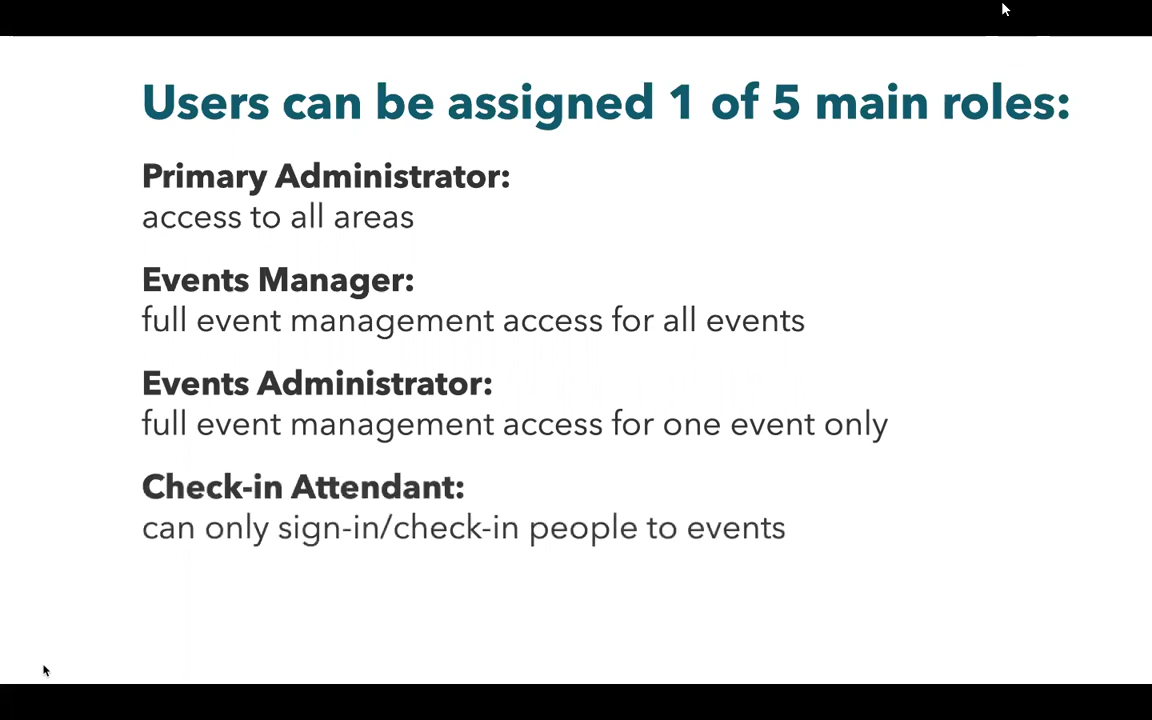 Users can be assigned 1 of 5 main roles:
Primary Administrator:
access to all areas
Events Manager:
full event management access for all events
Events Administrator:
full event management access for one event only
Check-in Attendant:
can only sign-in/check-in people to events